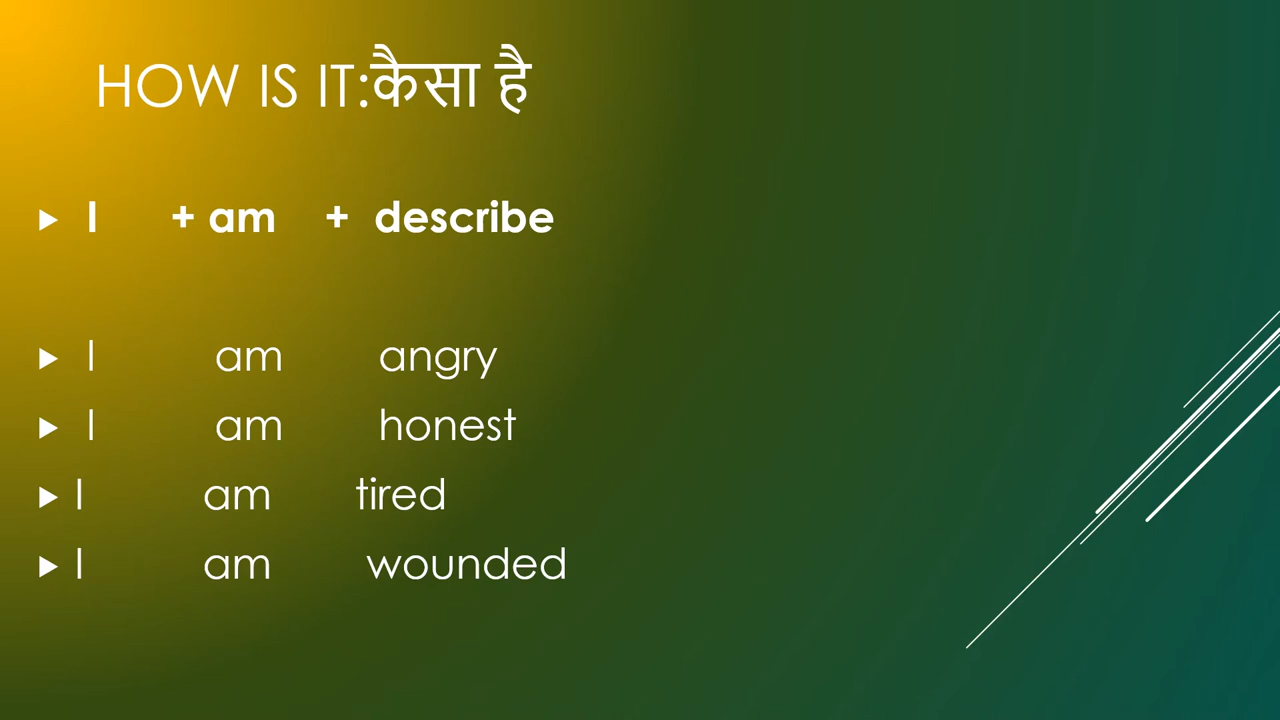 HOW IS IT:कैसा है
I + am + describe
I am angry
I am honest
I am tired
I am wounded